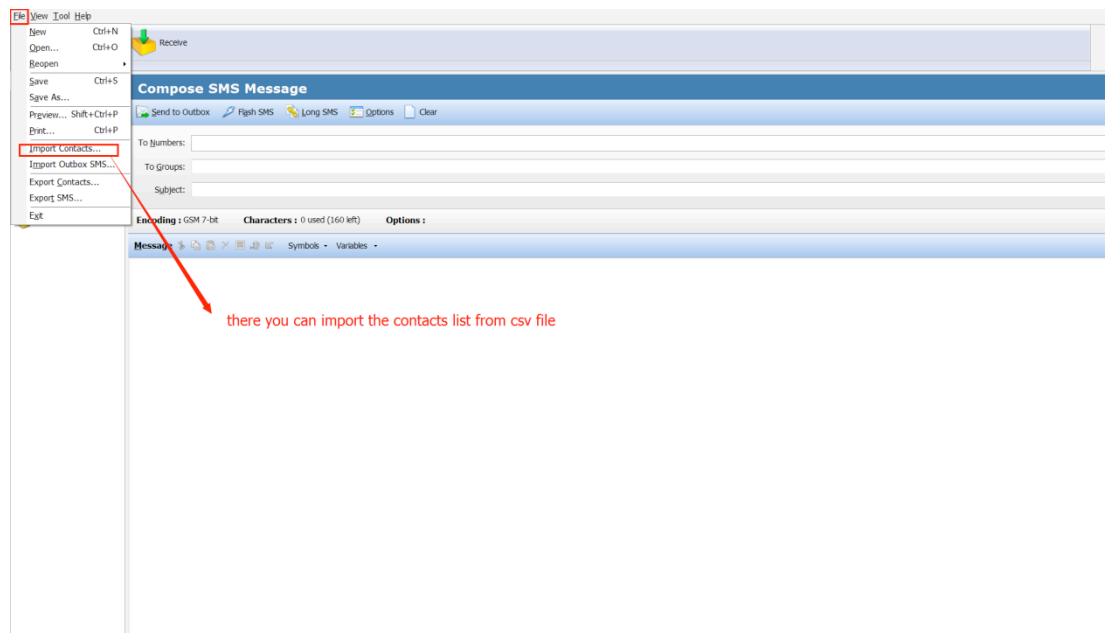 File View Tool Help
New Ctrl+N
Open... Ctrl+O
Reopen
Save Ctrl+S
Save As...
Preview... Shift+Ctrl+P
Print... Ctrl+P
Import Contacts...
Import Outbox SMS...
Export Contacts...
Export SMS...
Exit
Receive
Compose SMS Message
Send to Outbox Flash SMS Long SMS Options Clear
To Numbers:
To Groups:
Subject:
Encoding : GSM 7-bit Characters : 0 used (160 left) Options :
Message Symbols Variables
there you can import the contacts list from csv file